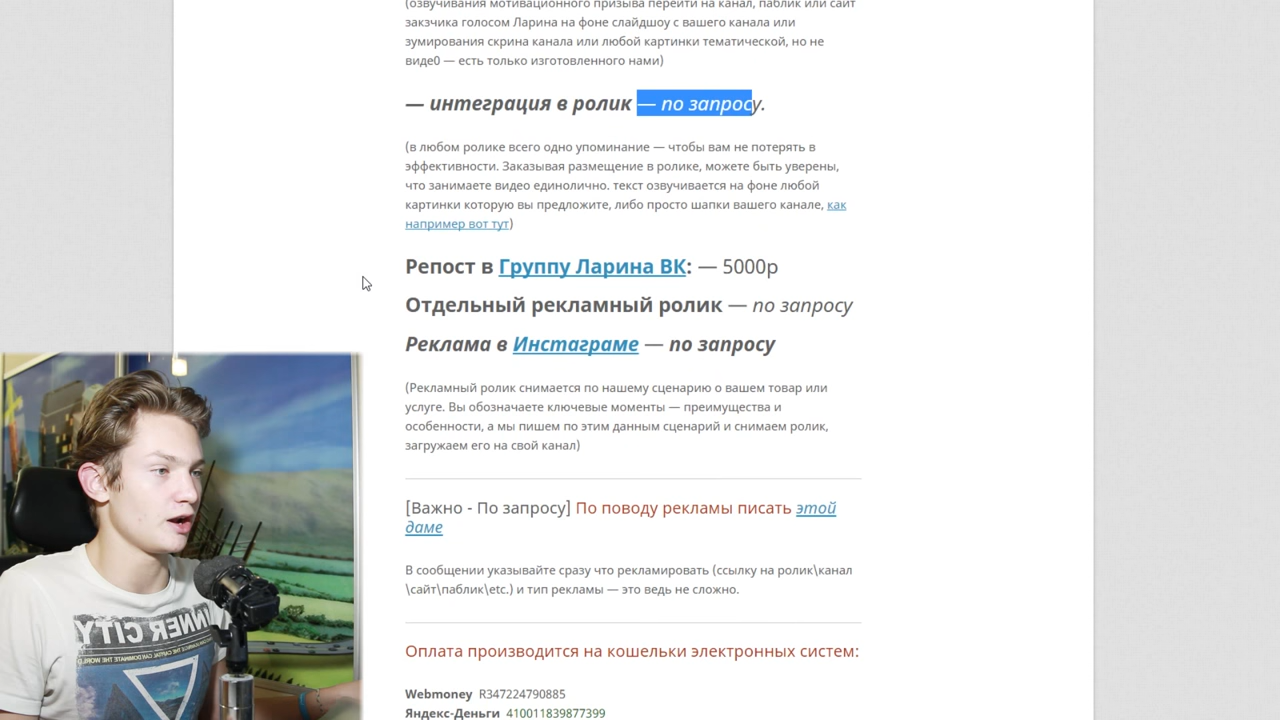 (озвучивания мотивационного призыва перейти на канал, паблик или сайт
закзчика голосом Ларина на фоне слайдшоу с вашего канала или
зумирования скрина канала или любой картинки тематической, но не
виде0 — есть только изготовленного нами)
— интеграция в ролик — по запросу.
(в любом ролике всего одно упоминание — чтобы вам не потерять в
эффективности. Заказывая размещение в ролике, можете быть уверены,
что занимаете видео единолично. текст озвучивается на фоне любой
картинки которую вы предложите, либо просто шапки вашего канале, как
например вот тут)
Репост в Группу Ларина ВК: — 5000р
Отдельный рекламный ролик — по запросу
Реклама в Инстаграме — по запросу
(Рекламный ролик снимается по нашему сценарию о вашем товар или
услуге. Вы обозначаете ключевые моменты — преимущества и
особенности, а мы пишем по этим данным сценарий и снимаем ролик,
загружаем его на свой канал)
[Важно - По запросу] По поводу рекламы писать этой
даме
В сообщении указывайте сразу что рекламировать (ссылку на ролик\канал
\сайт\паблик\etc.) и тип рекламы — это ведь не сложно.
Оплата производится на кошельки электронных систем:
Webmoney R347224790885
Яндекс-Деньги 410011839877399
INNER CITY